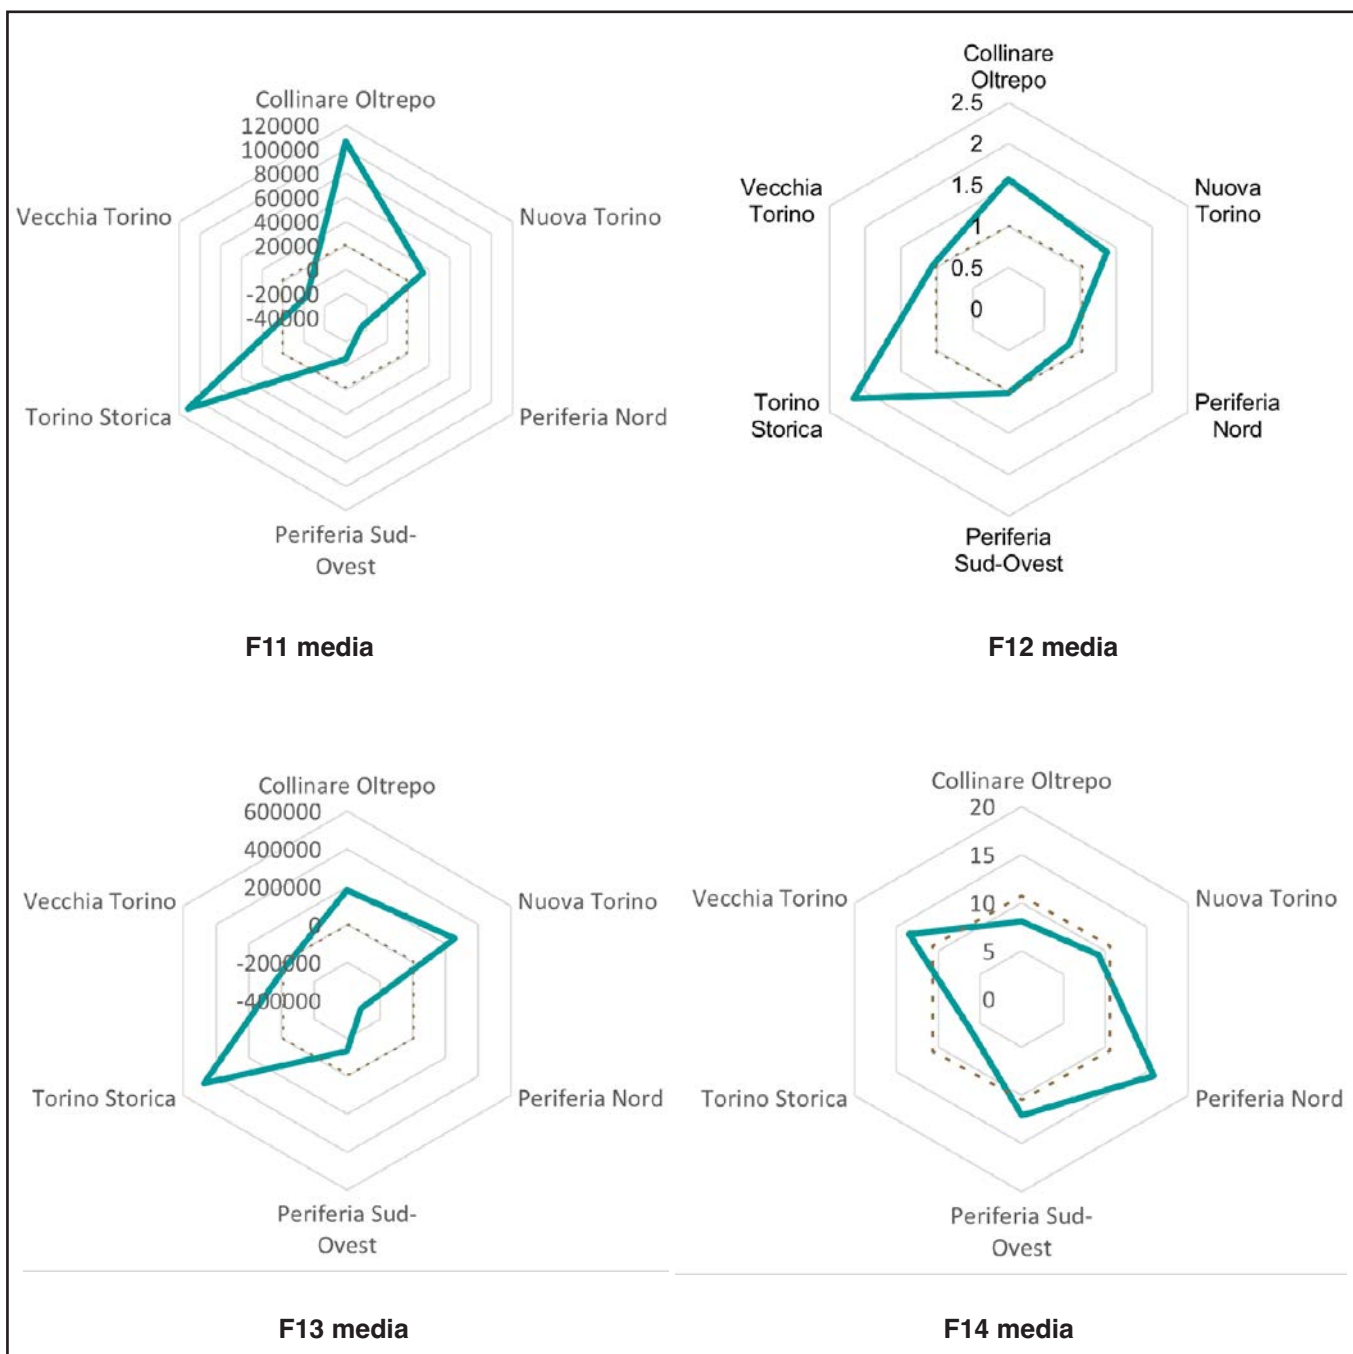 Collinare Oltrepo
120000
100000
80000
60000
40000
20000
0
-20000
-40000
Vecchia Torino
Nuova Torino
Torino Storica
Periferia Nord
Periferia Sud-
Ovest
F11 media
Collinare
Oltrepo
2.5
2
1.5
1
0.5
0
Vecchia
Torino
Nuova
Torino
Torino
Storica
Periferia
Nord
Periferia
Sud-Ovest
F12 media
Collinare Oltrepo
600000
400000
200000
0
-200000
-400000
Vecchia Torino
Nuova Torino
Torino Storica
Periferia Nord
Periferia Sud-
Ovest
F13 media
Collinare Oltrepo
20
15
10
5
0
Vecchia Torino
Nuova Torino
Torino Storica
Periferia Nord
Periferia Sud-
Ovest
F14 media